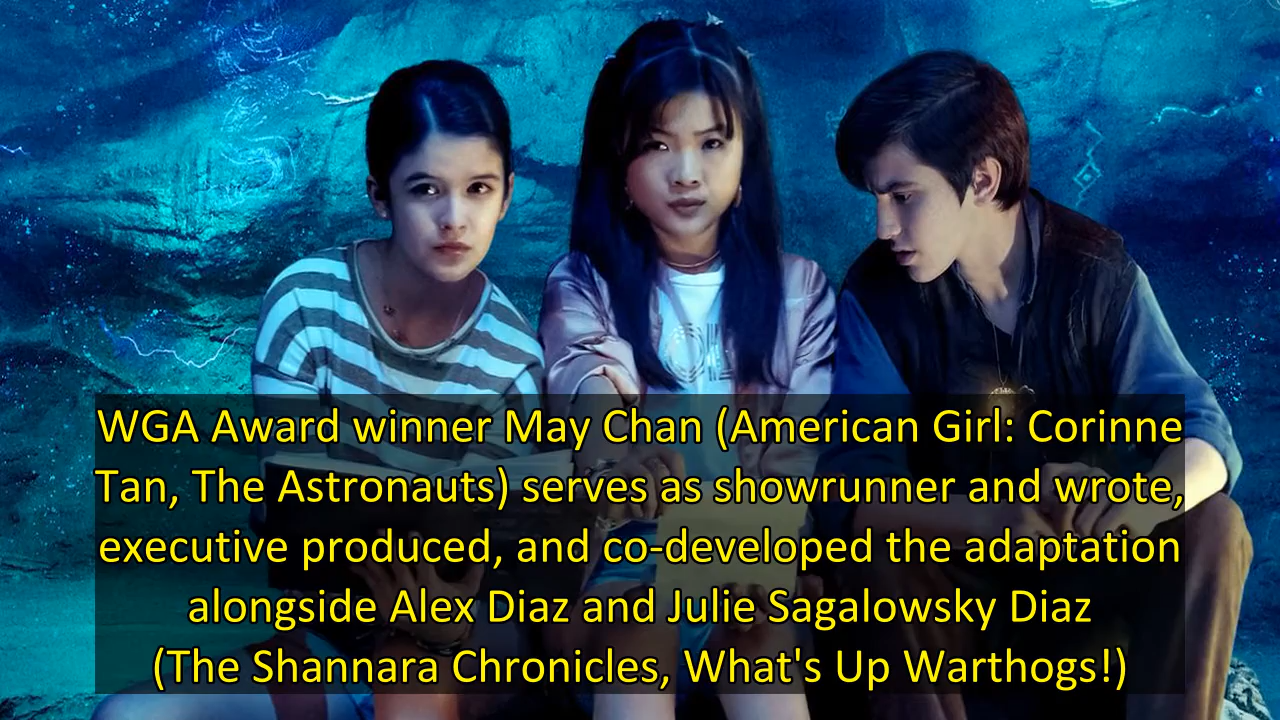 WGA Award winner May Chan (American Girl: Corinne
Tan, The Astronauts) serves as showrunner and wrote,
executive produced, and co-developed the adaptation
alongside Alex Diaz and Julie Sagalowsky Diaz
(The Shannara Chronicles, What's Up Warthogs!)